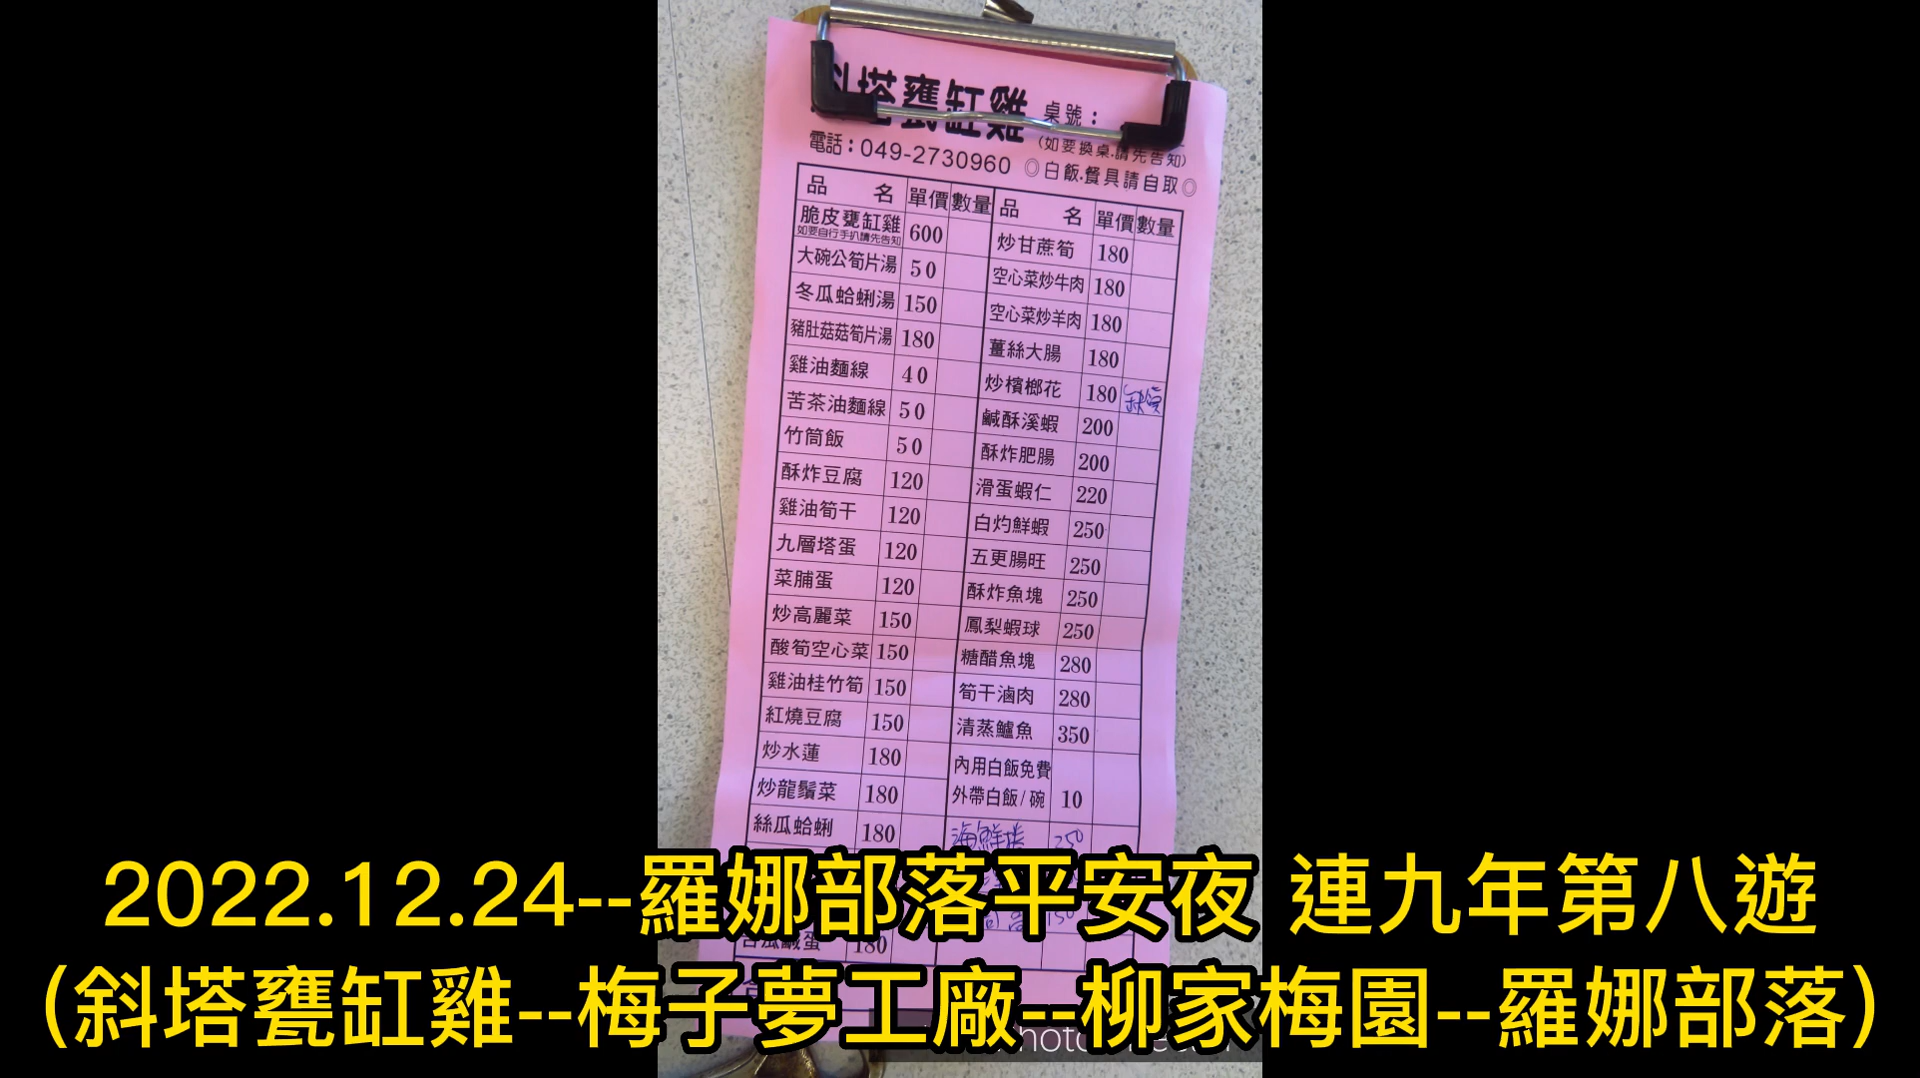 塔甕缸雞 桌號：
(如要換桌.請先告知)
電話：049-2730960 ◎白飯.餐具請自取◎
品 名 單價 數量
脆皮甕缸雞 600
如要自行手扒請先告知
大碗公筍片湯 50
冬瓜蛤蜊湯 150
豬肚菇菇筍片湯 180
雞油麵線 40
苦茶油麵線 50
竹筒飯 50
酥炸豆腐 120
雞油筍干 120
九層塔蛋 120
菜脯蛋 120
炒高麗菜 150
酸筍空心菜 150
雞油桂竹筍 150
紅燒豆腐 150
炒水蓮 180
炒龍鬚菜 180
絲瓜蛤蜊 180
苦瓜鹹蛋 180
品 名 單價 數量
炒甘蔗筍 180
空心菜炒牛肉 180
空心菜炒羊肉 180
薑絲大腸 180
炒檳榔花 180
鹹酥溪蝦 200
酥炸肥腸 200
滑蛋蝦仁 220
白灼鮮蝦 250
五更腸旺 250
酥炸魚塊 250
鳳梨蝦球 250
糖醋魚塊 280
筍干滷肉 280
清蒸鱸魚 350
內用白飯免費
外帶白飯/碗 10
250
2022.12.24--羅娜部落平安夜 連九年第八遊
(斜塔甕缸雞--梅子夢工廠--柳家梅園--羅娜部落)